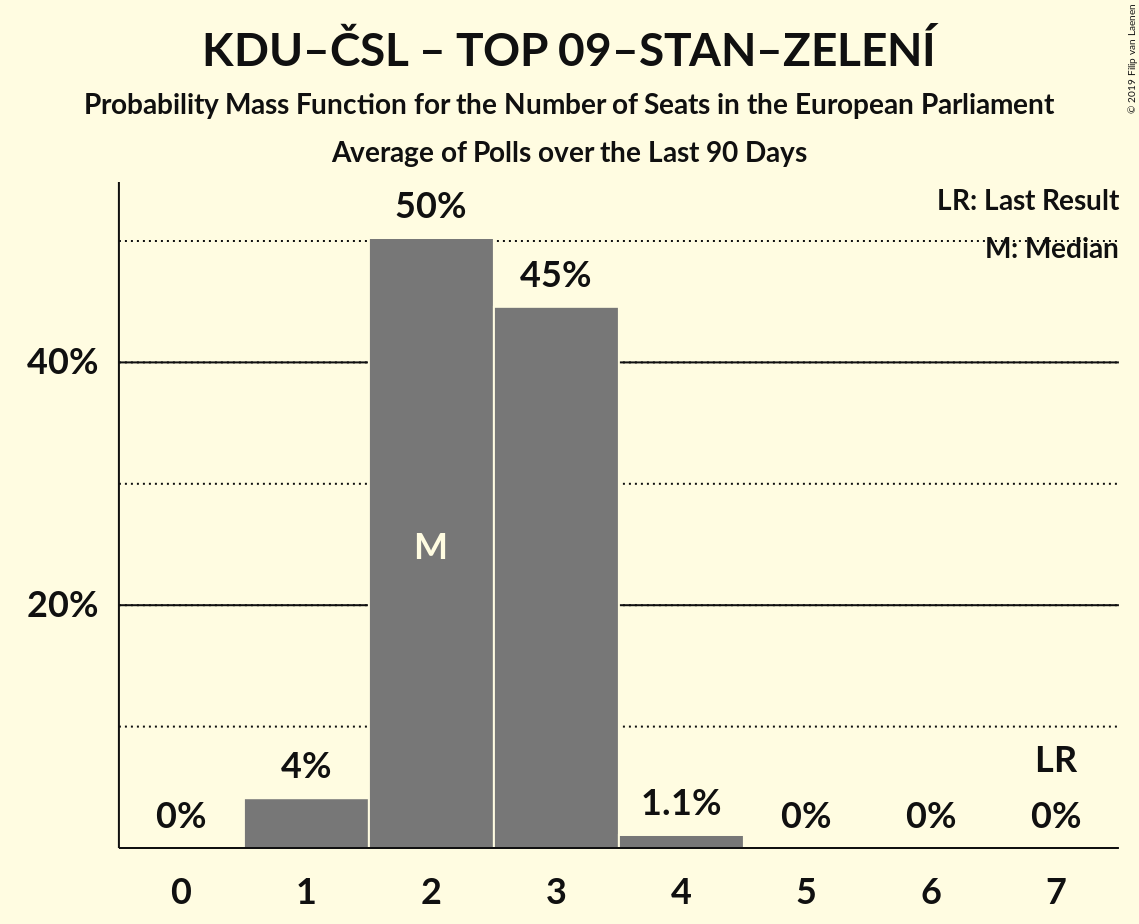 KDU–ČSL – TOP 09–STAN–ZELENÍ
Probability Mass Function for the Number of Seats in the European Parliament
Average of Polls over the Last 90 Days
© 2019 Filip van Laenen
LR: Last Result
M: Median
50%
45%
40%
M
20%
4%
LR
0%
1.1%
0%
0%
0%
0 1 2 3 4 5 6 7